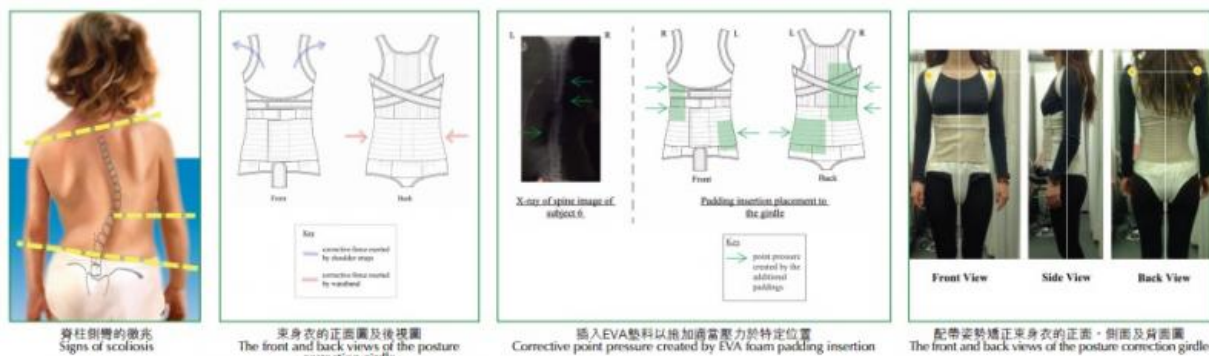 脊柱側彎的徵兆
Signs of scoliosis
Front
Back
Key
corrective force exerted
by shoulder straps
corrective force exerted
by waistband
束身衣的正面圖及後視圖
The front and back views of the posture
correction girdle
L
R
X-ray of spine image of
subject 6
R
L
L
R
Front
Back
Padding insertion placement to
the girdle
Key
point pressure
created by the
additional
paddings
插入EVA墊料以施加適當壓力於特定位置
Corrective point pressure created by EVA foam padding insertion
Front View
Side View
Back View
配帶姿勢矯正束身衣的正面，側面及背面圖
The front and back views of the posture correction girdle